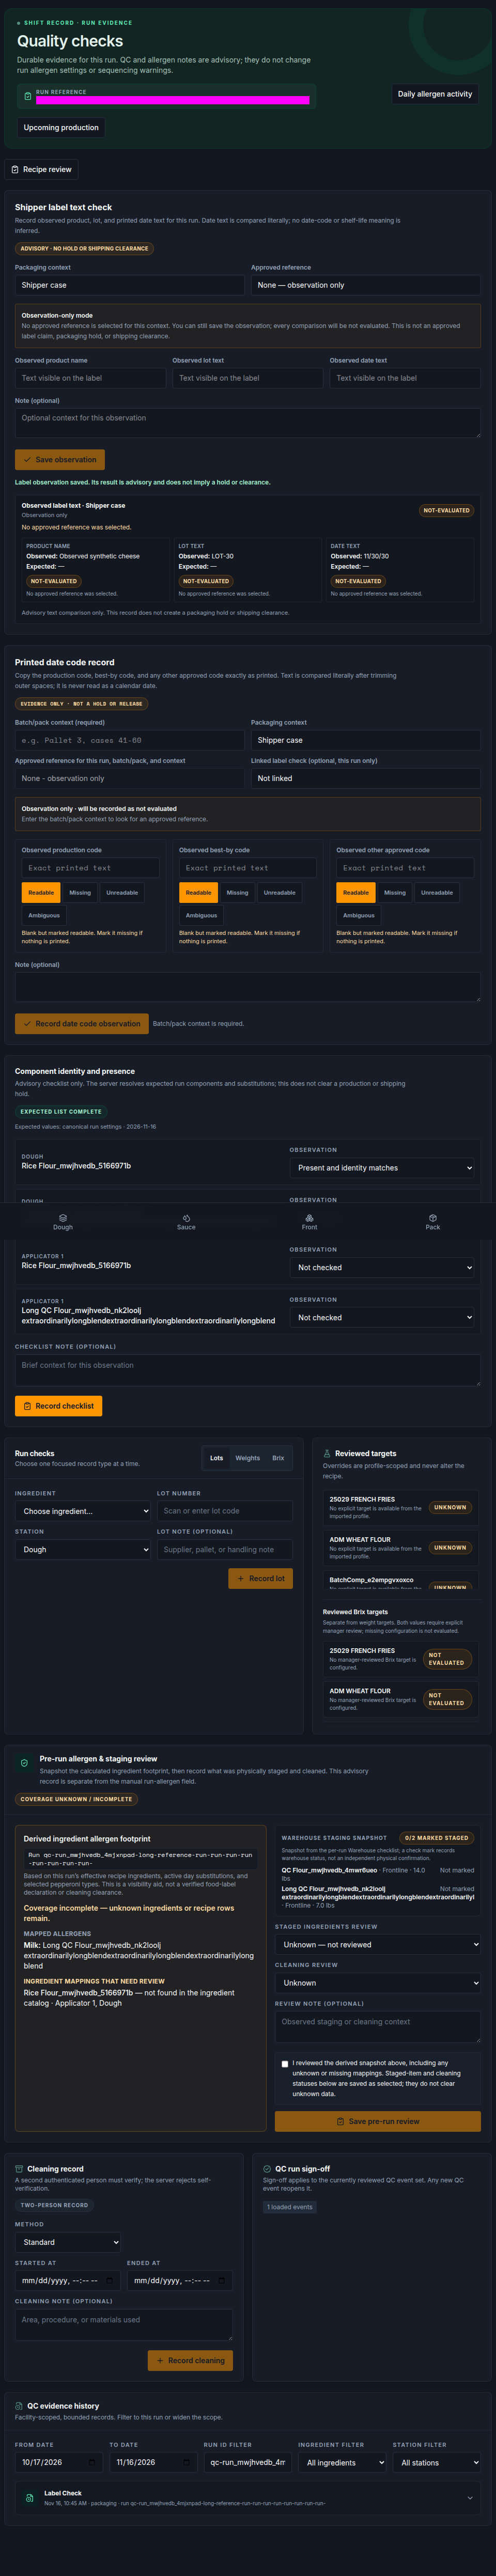 SHIFT RECORD · RUN EVIDENCE
Quality checks
Durable evidence for this run. QC and allergen notes are advisory; they do not change
run allergen settings or sequencing warnings.
RUN REFERENCE
Daily allergen activity
Upcoming production
Recipe review
Shipper label text check
Record observed product, lot, and printed date text for this run. Date text is compared literally; no date-code or shelf-life meaning is
inferred.
ADVISORY · NO HOLD OR SHIPPING CLEARANCE
Packaging context
Approved reference
Shipper case
None — observation only
Observation-only mode
No approved reference is selected for this context. You can still save the observation; every comparison will be not evaluated. This is not an approved
label claim, packaging hold, or shipping clearance.
Observed product name
Observed lot text
Observed date text
Text visible on the label
Text visible on the label
Text visible on the label
Note (optional)
Optional context for this observation
Save observation
Label observation saved. Its result is advisory and does not imply a hold or clearance.
Observed label text · Shipper case
Observation only
NOT-EVALUATED
No approved reference was selected.
PRODUCT NAME
Observed: Observed synthetic cheese
Expected: —
NOT-EVALUATED
No approved reference was selected.
LOT TEXT
Observed: LOT-30
Expected: —
NOT-EVALUATED
No approved reference was selected.
DATE TEXT
Observed: 11/30/30
Expected: —
NOT-EVALUATED
No approved reference was selected.
Advisory text comparison only. This record does not create a packaging hold or shipping clearance.
Printed date code record
Copy the production code, best-by code, and any other approved code exactly as printed. Text is compared literally after trimming
outer spaces; it is never read as a calendar date.
EVIDENCE ONLY · NOT A HOLD OR RELEASE
Batch/pack context (required)
Packaging context
e.g. Pallet 3, cases 41-60
Shipper case
Approved reference for this run, batch/pack, and context
Linked label check (optional, this run only)
None - observation only
Not linked
Observation only · will be recorded as not evaluated
Enter the batch/pack context to look for an approved reference.
Observed production code
Exact printed text
Readable
Missing
Unreadable
Ambiguous
Blank but marked readable. Mark it missing if
nothing is printed.
Observed best-by code
Exact printed text
Readable
Missing
Unreadable
Ambiguous
Blank but marked readable. Mark it missing if
nothing is printed.
Observed other approved code
Exact printed text
Readable
Missing
Unreadable
Ambiguous
Blank but marked readable. Mark it missing if
nothing is printed.
Note (optional)
Record date code observation
Batch/pack context is required.
Component identity and presence
Advisory checklist only. The server resolves expected run components and substitutions; this does not clear a production or shipping
hold.
EXPECTED LIST COMPLETE
Expected values: canonical run settings · 2026-11-16
DOUGH
Rice Flour_mwjhvedb_5166971b
OBSERVATION
Present and identity matches
DOUGH
OBSERVATION
Dough
Sauce
Front
Pack
APPLICATOR 1
Rice Flour_mwjhvedb_5166971b
OBSERVATION
Not checked
APPLICATOR 1
Long QC Flour_mwjhvedb_nk2loolj
extraordinarilylongblendextraordinarilylongblendextraordinarilylongblend
OBSERVATION
Not checked
CHECKLIST NOTE (OPTIONAL)
Brief context for this observation
Record checklist
Run checks
Choose one focused record type at a time.
Lots
Weights
Brix
INGREDIENT
LOT NUMBER
Choose ingredient...
Scan or enter lot code
STATION
LOT NOTE (OPTIONAL)
Dough
Supplier, pallet, or handling note
Record lot
Reviewed targets
Overrides are profile-scoped and never alter the
recipe.
25029 FRENCH FRIES
No explicit target is available from the
imported profile.
UNKNOWN
ADM WHEAT FLOUR
No explicit target is available from the
imported profile.
UNKNOWN
BatchComp_e2empgvxoxco
No explicit target is available from the
UNKNOWN
Reviewed Brix targets
Separate from weight targets. Both values require explicit
manager review; missing configuration is not evaluated.
25029 FRENCH FRIES
No manager-reviewed Brix target is
configured.
NOT
EVALUATED
ADM WHEAT FLOUR
No manager-reviewed Brix target is
configured.
NOT
EVALUATED
Pre-run allergen & staging review
Snapshot the calculated ingredient footprint, then record what was physically staged and cleaned. This advisory
record is separate from the manual run-allergen field.
COVERAGE UNKNOWN / INCOMPLETE
Derived ingredient allergen footprint
Run qc-run_mwjhvedb_4mjxnpad-long-reference-run-run-run-run
-run-run-run-run-
Based on this run's effective recipe ingredients, active day substitutions, and
selected pepperoni types. This is a visibility aid, not a verified food-label
declaration or cleaning clearance.
Coverage incomplete — unknown ingredients or recipe rows
remain.
MAPPED ALLERGENS
Milk: Long QC Flour_mwjhvedb_nk2loolj
extraordinarilylongblendextraordinarilylongblendextraordinarilylong
blend
INGREDIENT MAPPINGS THAT NEED REVIEW
Rice Flour_mwjhvedb_5166971b — not found in the ingredient
catalog · Applicator 1, Dough
WAREHOUSE STAGING SNAPSHOT
0/2 MARKED STAGED
Snapshot from the per-run Warehouse checklist; a check mark records
warehouse status, not an independent physical confirmation.
QC Flour_mwjhvedb_4mwr6ueo · Frontline · 14.0
lbs
Not marked
Long QC Flour_mwjhvedb_nk2loolj
Not marked
extraordinarilylongblendextraordinarilylongblendextraordinarilyl
· Frontline · 7.0 lbs
STAGED INGREDIENTS REVIEW
Unknown — not reviewed
CLEANING REVIEW
Unknown
REVIEW NOTE (OPTIONAL)
Observed staging or cleaning context
I reviewed the derived snapshot above, including any
unknown or missing mappings. Staged-item and cleaning
statuses below are saved as selected; they do not clear
unknown data.
Save pre-run review
Cleaning record
A second authenticated person must verify; the server rejects self-
verification.
TWO-PERSON RECORD
METHOD
Standard
STARTED AT
ENDED AT
mm/dd/yyyy, --:-- --
mm/dd/yyyy, --:-- --
CLEANING NOTE (OPTIONAL)
Area, procedure, or materials used
Record cleaning
QC run sign-off
Sign-off applies to the currently reviewed QC event set. Any new QC
event reopens it.
1 loaded events
QC evidence history
Facility-scoped, bounded records. Filter to this run or widen the scope.
FROM DATE
TO DATE
RUN ID FILTER
INGREDIENT FILTER
STATION FILTER
10/17/2026
11/16/2026
qc-run_mwjhvedb_4m
All ingredients
All stations
Label Check
Nov 16, 10:45 AM · packaging · run qc-run_mwjhvedb_4mjxnpad-long-reference-run-run-run-run-run-run-run-run-